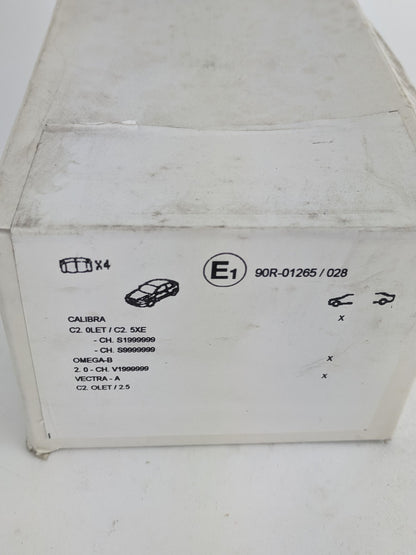 X4
E1 90R-01265 / 028
CALIBRA x
C2. 0LET / C2. 5XE
- CH. S1999999
- CH. S9999999
OMEGA-B x
2. 0 - CH. V1999999
VECTRA - A x
C2. OLET / 2.5